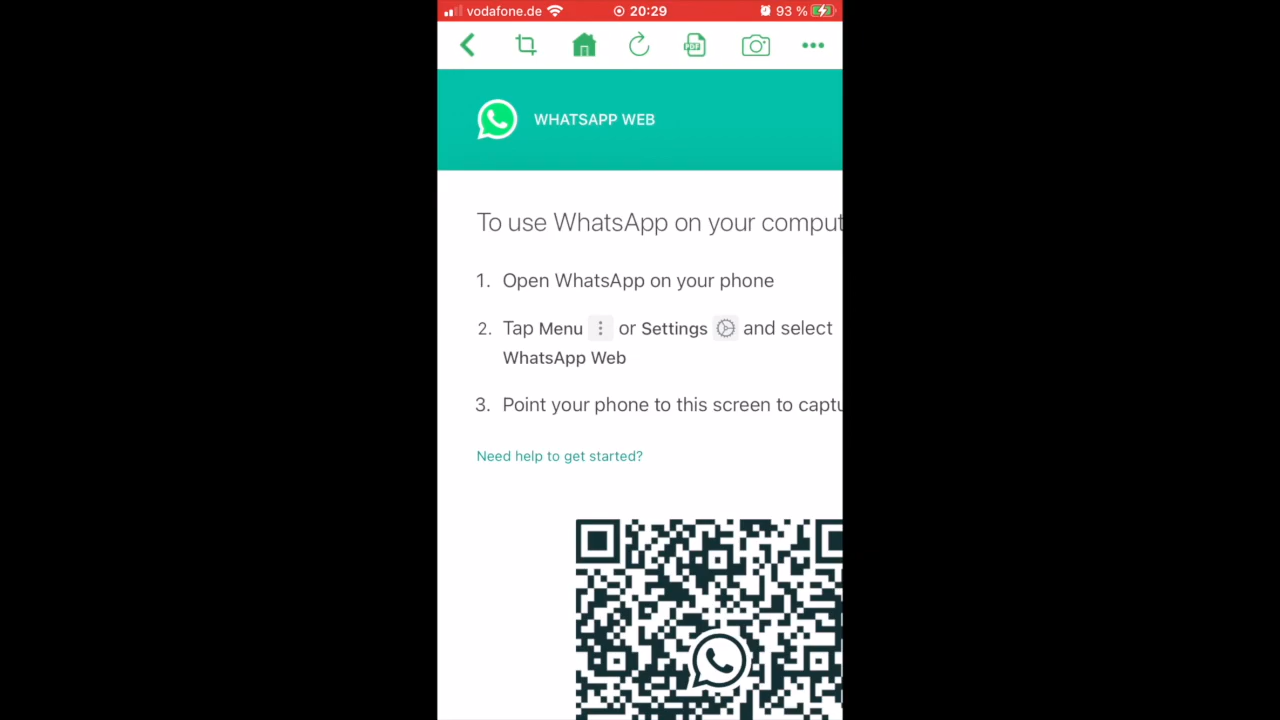 vodafone.de 20:29 93 %
PDF
WHATSAPP WEB
To use WhatsApp on your comput
1. Open WhatsApp on your phone
2. Tap Menu or Settings and select
WhatsApp Web
3. Point your phone to this screen to captu
Need help to get started?